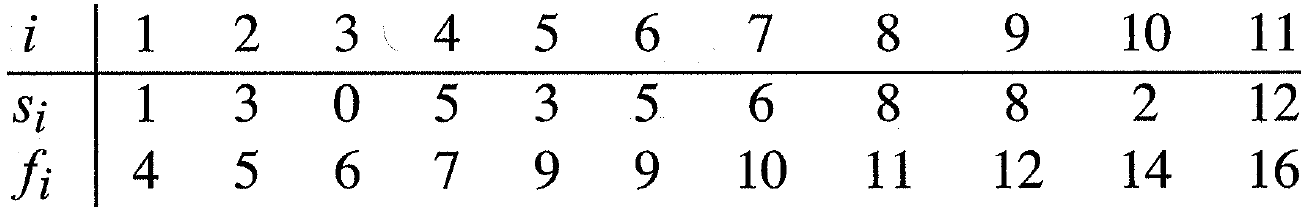 i 1 2 3 4 5 6 7 8 9 10 11
s_i 1 3 0 5 3 5 6 8 8 2 12
f_i 4 5 6 7 9 9 10 11 12 14 16